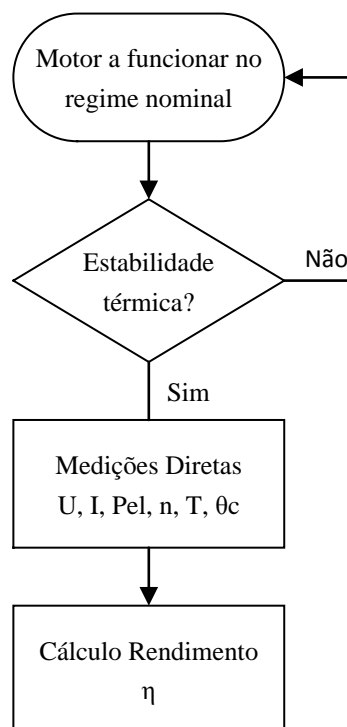 Motor a funcionar no
regime nominal
Estabilidade
térmica?
Não
Sim
Medições Diretas
U, I, Pel, n, T, θc
Cálculo Rendimento
η